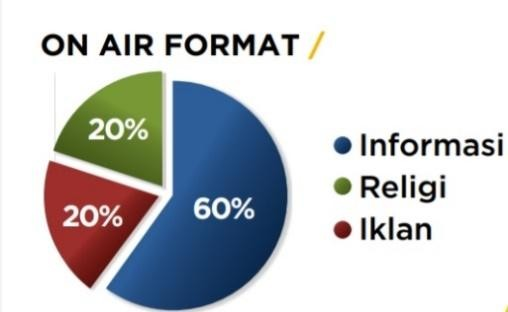 ON AIR FORMAT /
20%
20%
60%
Informasi
Religi
Iklan